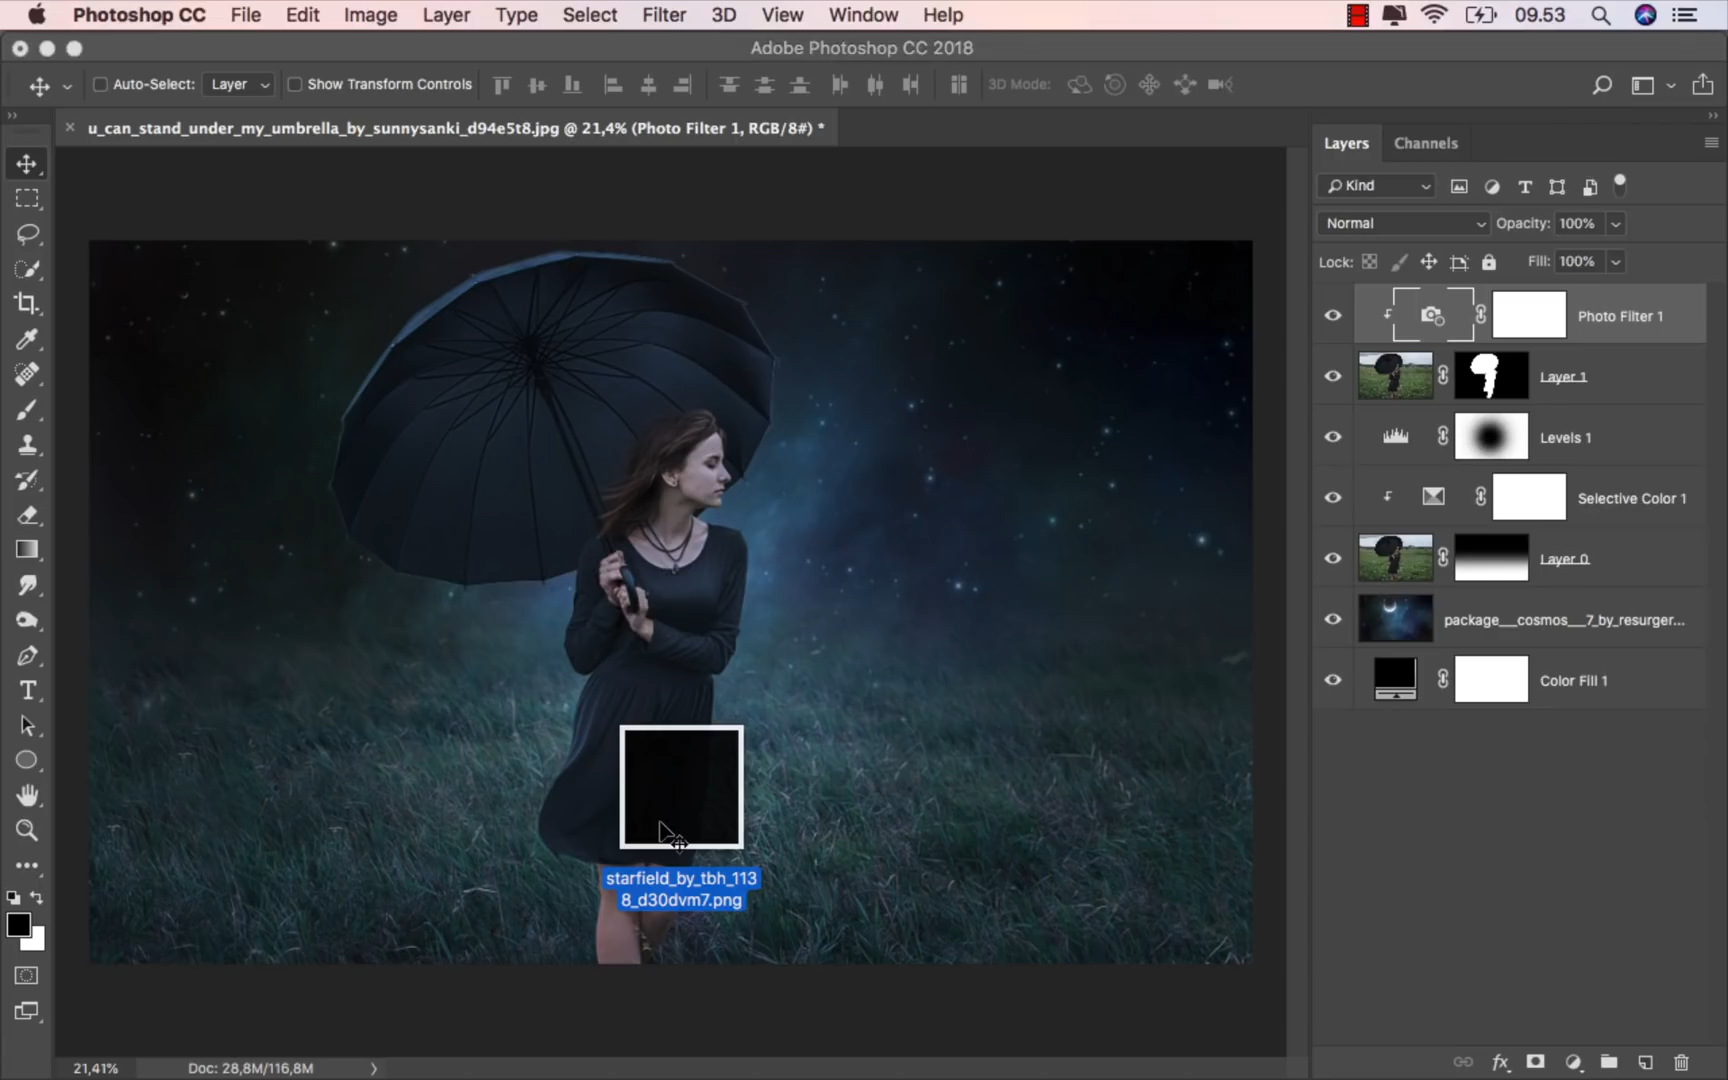 Photoshop CC File Edit Image Layer Type Select Filter 3D View Window Help 09.53
Adobe Photoshop CC 2018
Auto-Select: Layer Show Transform Controls 3D Mode:
u_can_stand_under_my_umbrella_by_sunnysanki_d94e5t8.jpg @ 21,4% (Photo Filter 1, RGB/8#) *
Layers Channels
Kind
Normal Opacity: 100%
Lock: Fill: 100%
Photo Filter 1
Layer 1
Levels 1
Selective Color 1
Layer 0
package__cosmos__7_by_resurger...
Color Fill 1
starfield_by_tbh_113
8_d30dvm7.png
21,41% Doc: 28,8M/116,8M